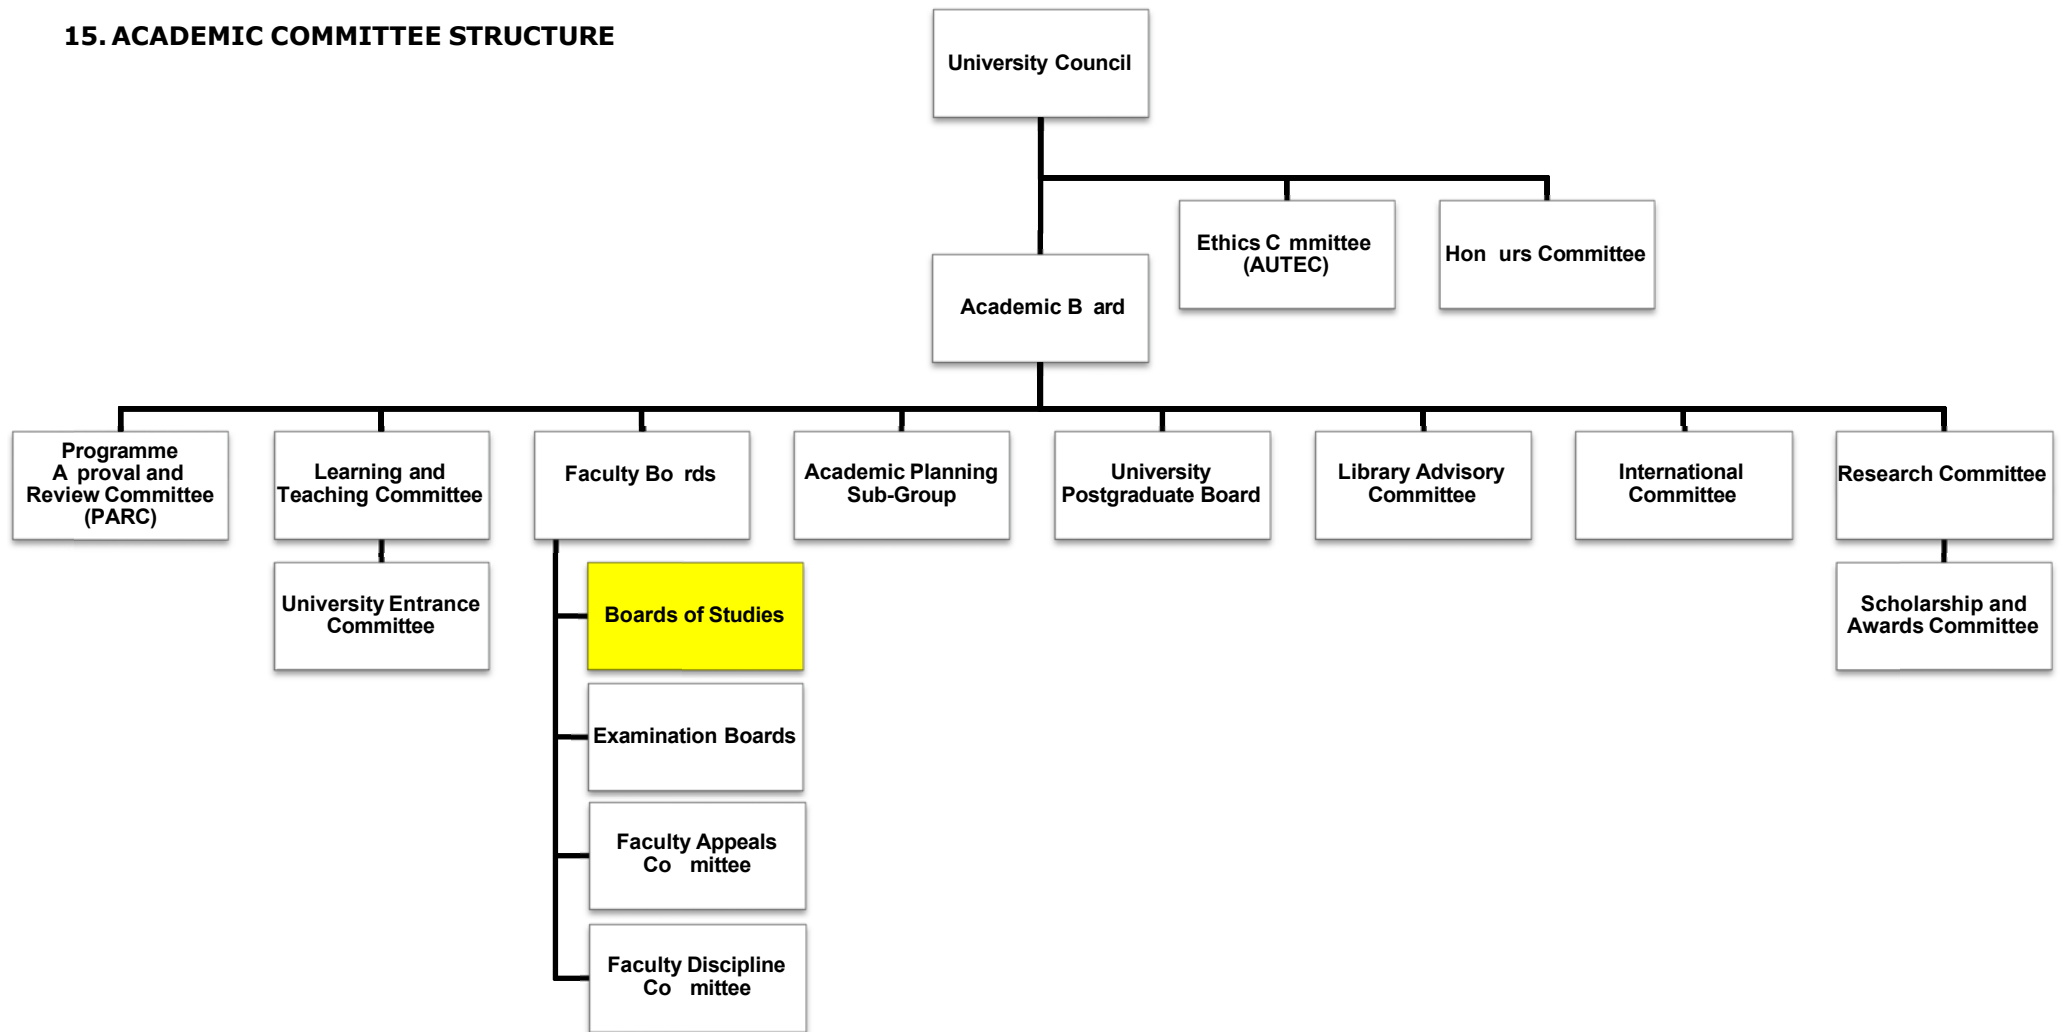 15. ACADEMIC COMMITTEE STRUCTURE
University Council
Ethics C mmittee
(AUTEC)
Hon urs Committee
Academic B ard
Programme
A proval and
Review Committee
(PARC)
Learning and
Teaching Committee
Faculty Bo rds
Academic Planning
Sub-Group
University
Postgraduate Board
Library Advisory
Committee
International
Committee
Research Committee
University Entrance
Committee
Boards of Studies
Scholarship and
Awards Committee
Examination Boards
Faculty Appeals
Co mittee
Faculty Discipline
Co mittee